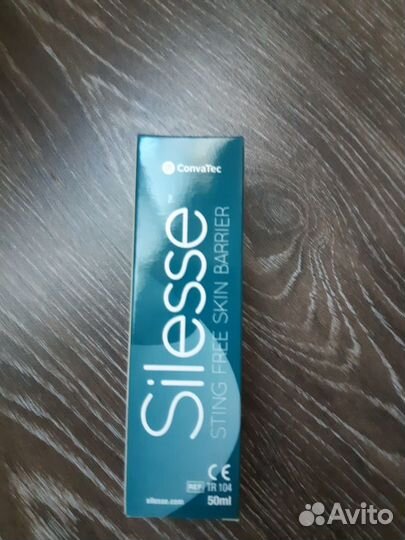 ConvaTec
Silesse
STING FREE SKIN BARRIER
CE
REF TR 104
silesse.com 50ml
Avito